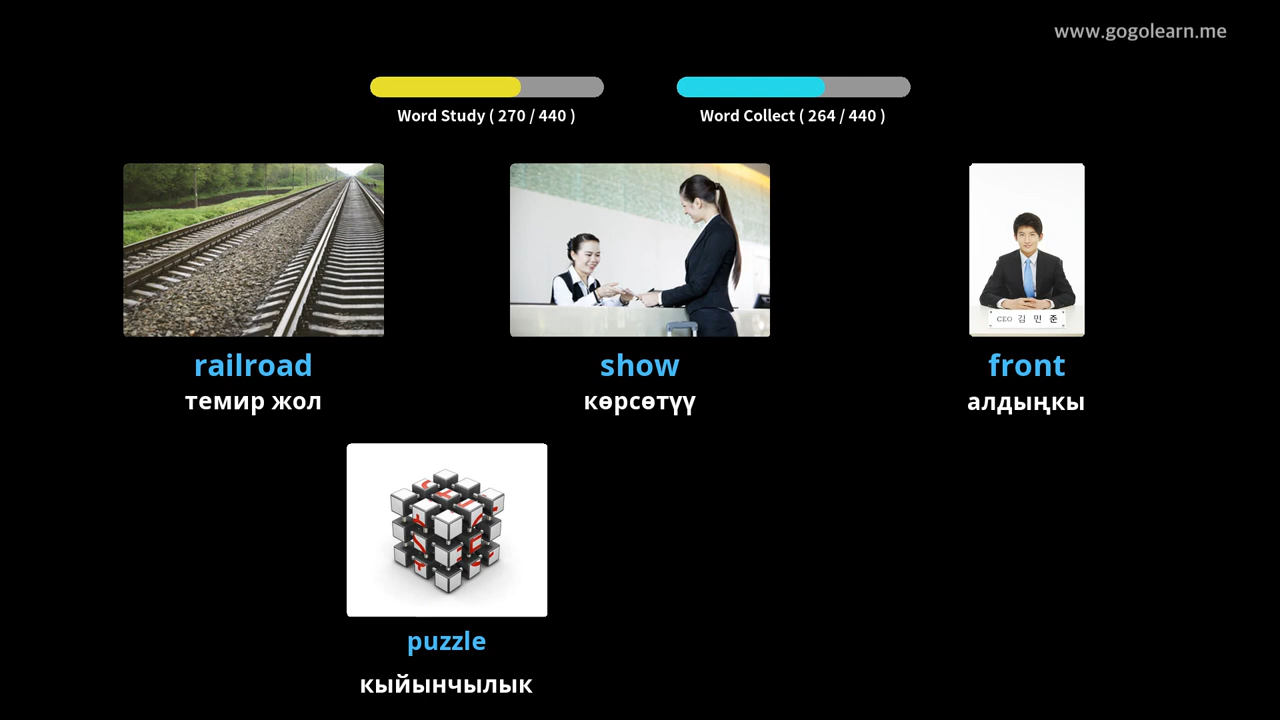 www.gogolearn.me
Word Study ( 270 / 440 )
Word Collect ( 264 / 440 )
CEO 김 민 준
railroad
show
front
темир жол
көрсөтүү
алдыңкы
puzzle
кыйынчылык